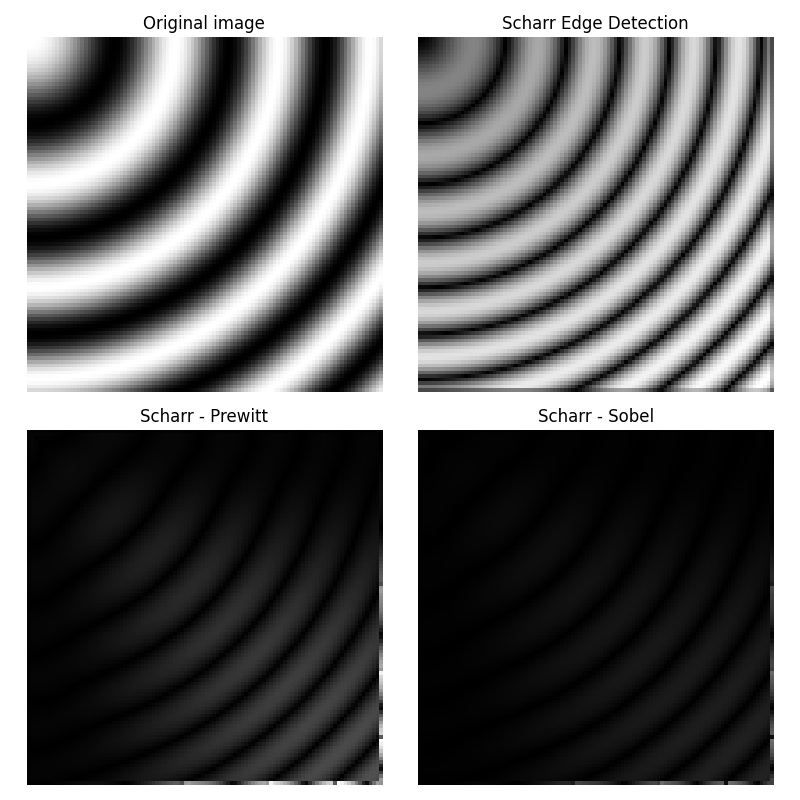 Original image
Scharr Edge Detection
Scharr - Prewitt
Scharr - Sobel